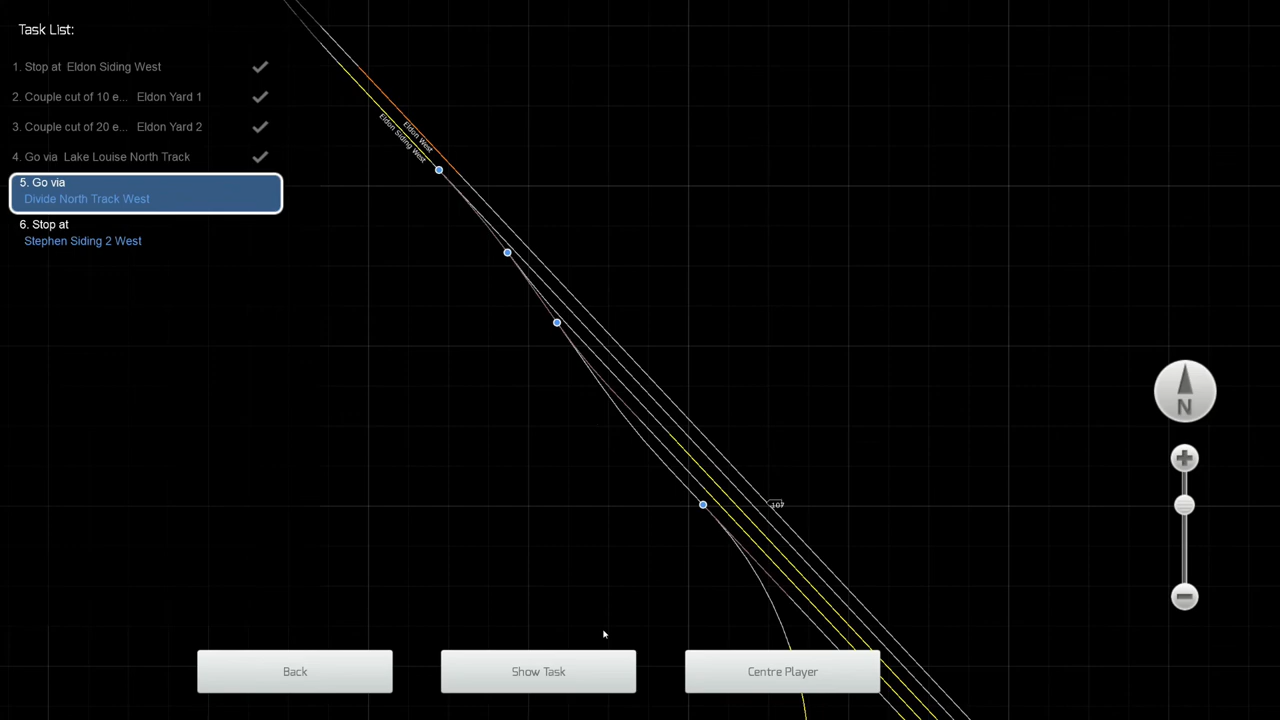 Task List:
1. Stop at Eldon Siding West
2. Couple cut of 10 e... Eldon Yard 1
3. Couple cut of 20 e... Eldon Yard 2
4. Go via Lake Louise North Track
5. Go via
Divide North Track West
6. Stop at
Stephen Siding 2 West
Eldon West
Eldon Siding West
107
N
Back
Show Task
Centre Player